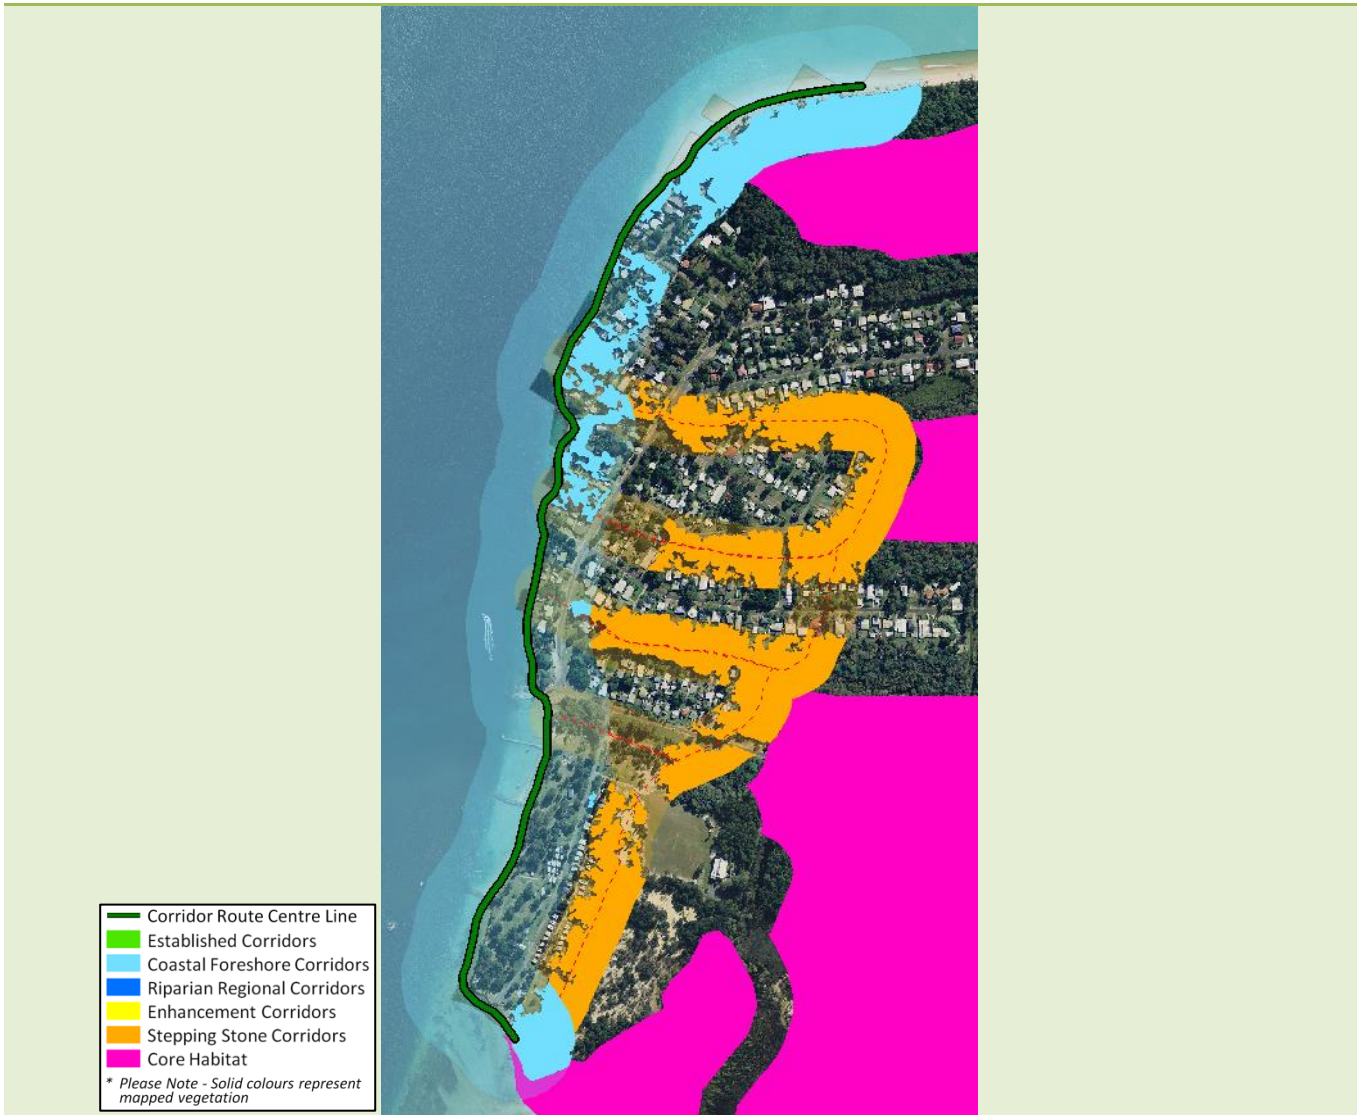 Corridor Route Centre Line
Established Corridors
Coastal Foreshore Corridors
Riparian Regional Corridors
Enhancement Corridors
Stepping Stone Corridors
Core Habitat
* Please Note - Solid colours represent
mapped vegetation